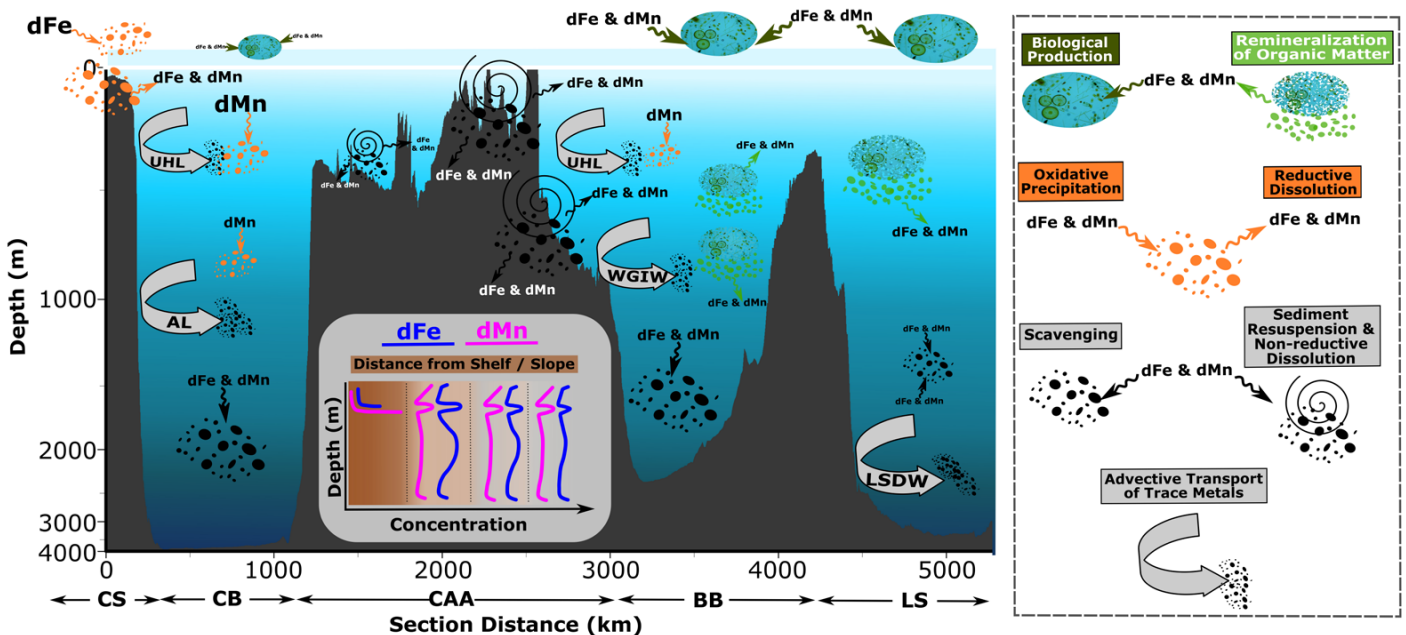 dFe
dFe & dMn
dFe & dMn
dFe & dMn
dFe & dMn
0
dFe & dMn
dMn
UHL
dMn
AL
dFe & dMn
dFe
& dMn
dFe & dMn
dFe & dMn
dFe & dMn
dFe & dMn
dFe & dMn
dMn
UHL
WGIW
dFe & dMn
dFe & dMn
dFe & dMn
dFe & dMn
dFe & dMn
dFe & dMn
LSDW
Depth (m)
1000
2000
3000
4000
dFe
dMn
Distance from Shelf / Slope
Depth (m)
Concentration
0
1000
2000
3000
4000
5000
CS
CB
CAA
BB
LS
Section Distance (km)
Biological
Production
Remineralization
of Organic Matter
dFe & dMn
Oxidative
Precipitation
Reductive
Dissolution
dFe & dMn
dFe & dMn
Scavenging
Sediment
Resuspension &
Non-reductive
Dissolution
dFe & dMn
Advective Transport
of Trace Metals